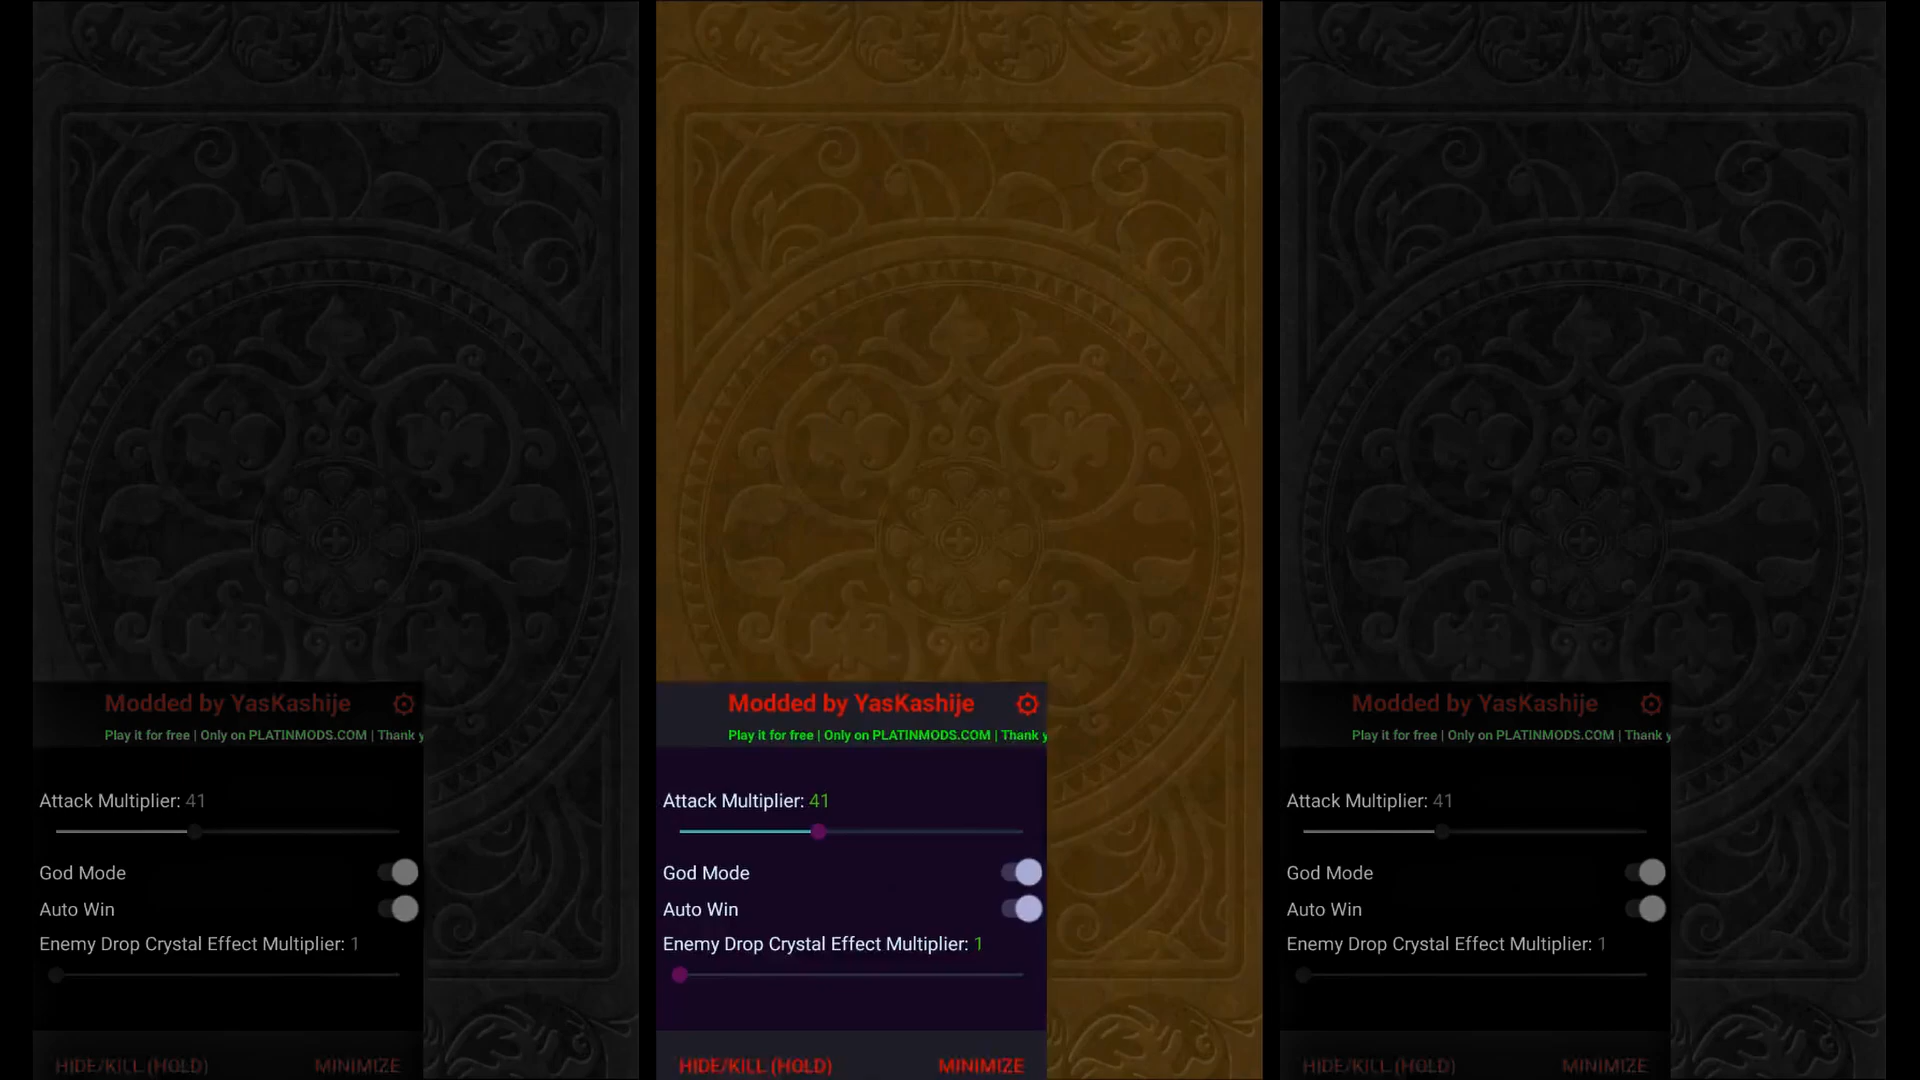 Modded by YasKashije
Play it for free | Only on PLATINMODS.COM | Thank y
Attack Multiplier: 41
God Mode
Auto Win
Enemy Drop Crystal Effect Multiplier: 1
HIDE/KILL (HOLD)
MINIMIZE
Modded by YasKashije
Play it for free | Only on PLATINMODS.COM | Thank y
Attack Multiplier: 41
God Mode
Auto Win
Enemy Drop Crystal Effect Multiplier: 1
HIDE/KILL (HOLD)
MINIMIZE
Modded by YasKashije
Play it for free | Only on PLATINMODS.COM | Thank y
Attack Multiplier: 41
God Mode
Auto Win
Enemy Drop Crystal Effect Multiplier: 1
HIDE/KILL (HOLD)
MINIMIZE